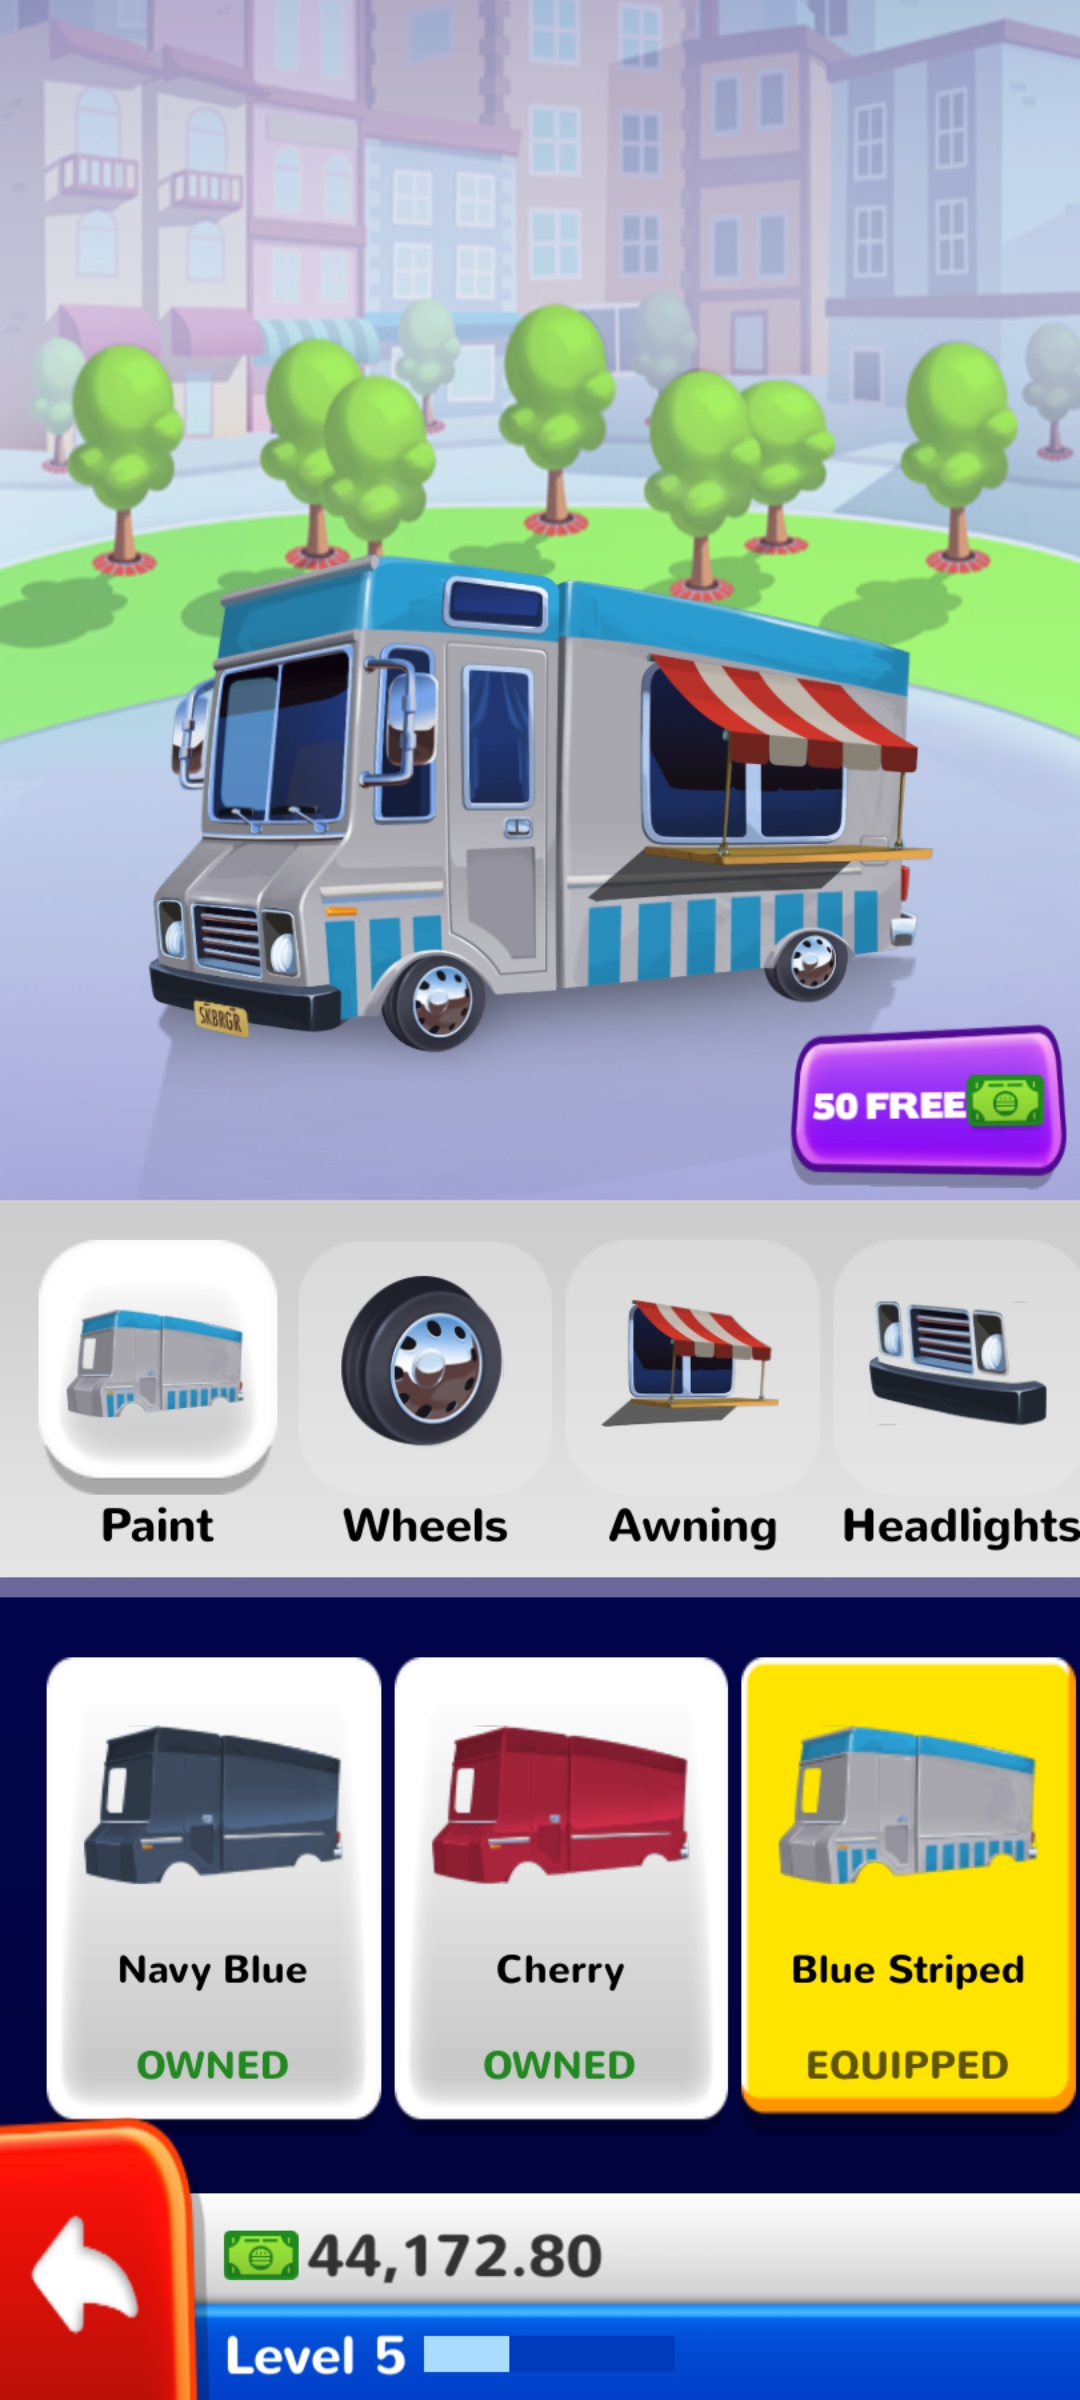 SKBRGR
50 FREE
Paint
Wheels
Awning
Headlights
Navy Blue
Cherry
Blue Striped
OWNED
OWNED
EQUIPPED
44,172.80
Level 5